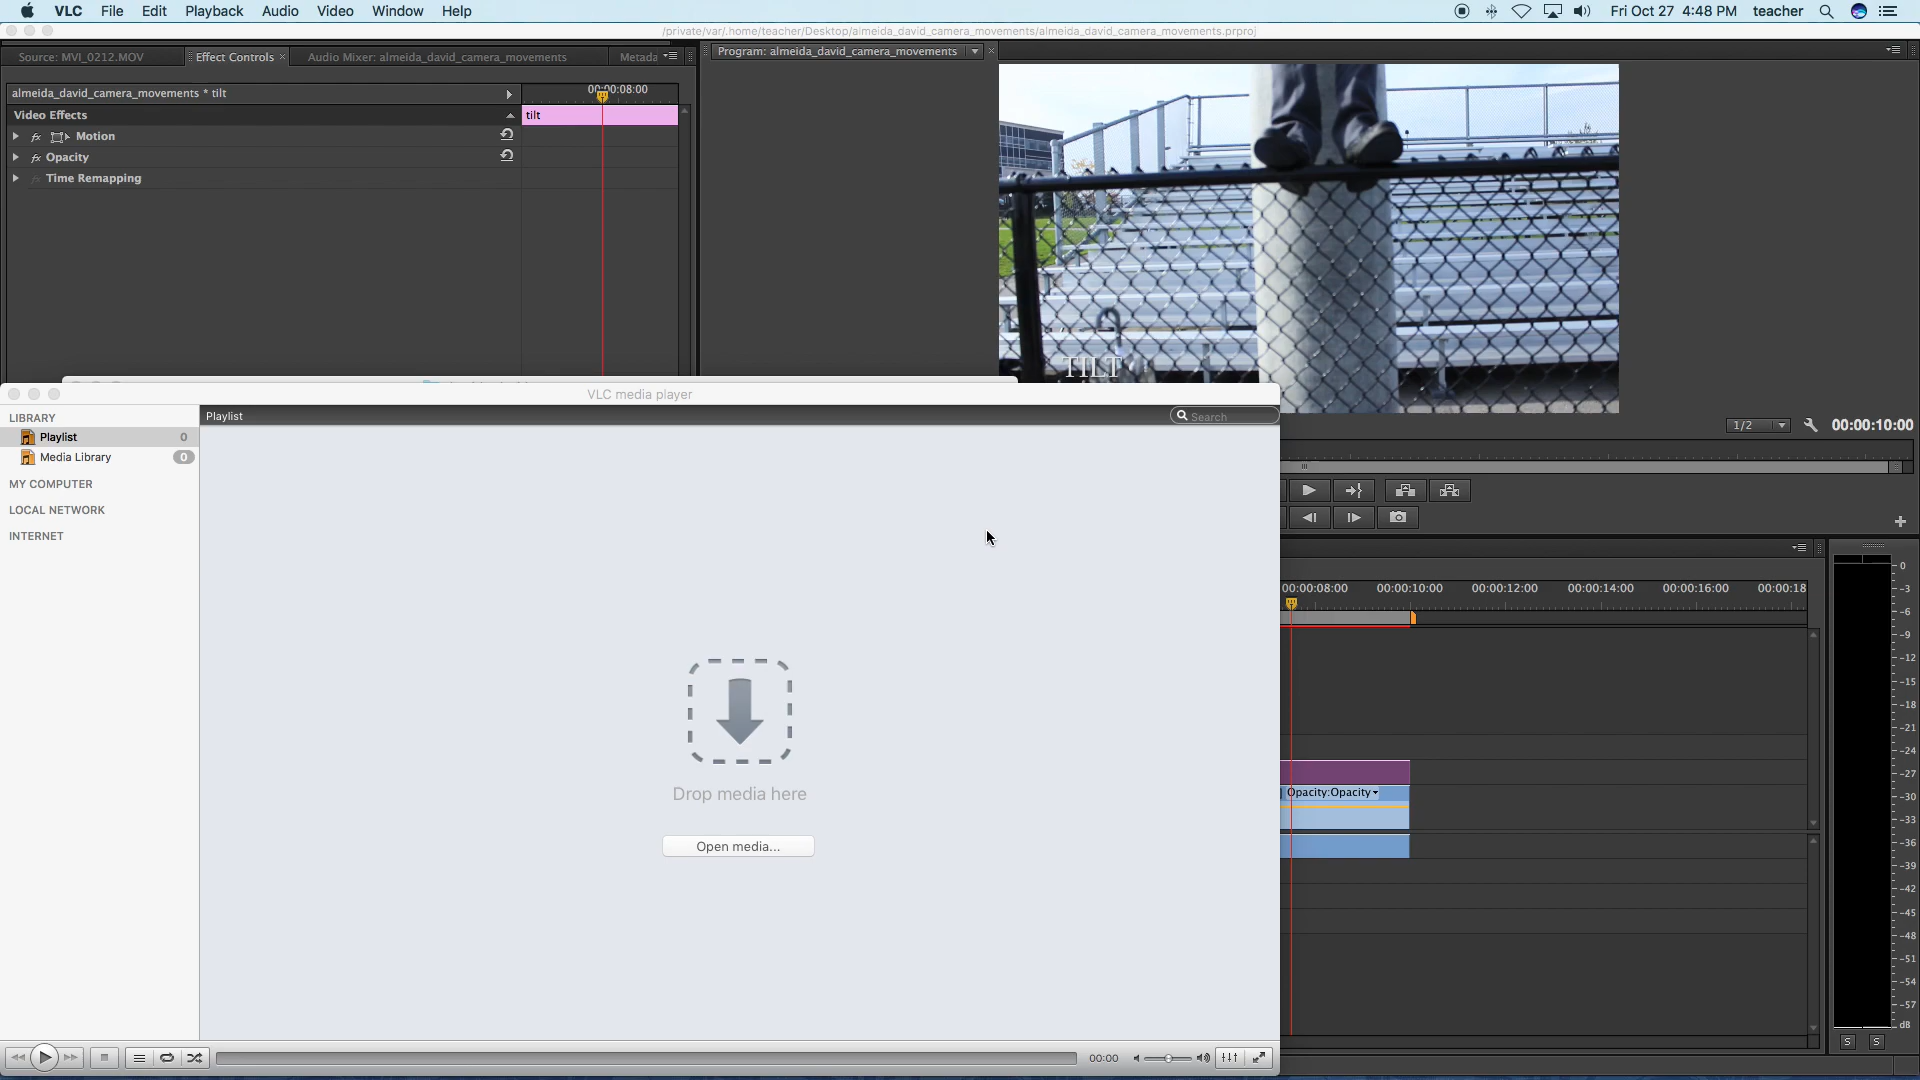 VLC File Edit Playback Audio Video Window Help
Fri Oct 27 4:48 PM teacher
/private/var/.home/teacher/Desktop/almeida_david_camera_movements/almeida_david_camera_movements.prproj
Source: MVI_0212.MOV
Effect Controls
Audio Mixer: almeida_david_camera_movements
Metada
Program: almeida_david_camera_movements
almeida_david_camera_movements * tilt
00:00:08:00
Video Effects
tilt
fx Motion
fx Opacity
Time Remapping
TILT
VLC media player
LIBRARY
Playlist
Search
Playlist 0
Media Library 0
MY COMPUTER
LOCAL NETWORK
INTERNET
1/2
00:00:10:00
00:00:08:00 00:00:10:00 00:00:12:00 00:00:14:00 00:00:16:00 00:00:18
Opacity:Opacity
Drop media here
Open media...
00:00
0
-3
-6
-9
-12
-15
-18
-21
-24
-27
-30
-33
-36
-39
-42
-45
-48
-51
-54
-57
dB
S S